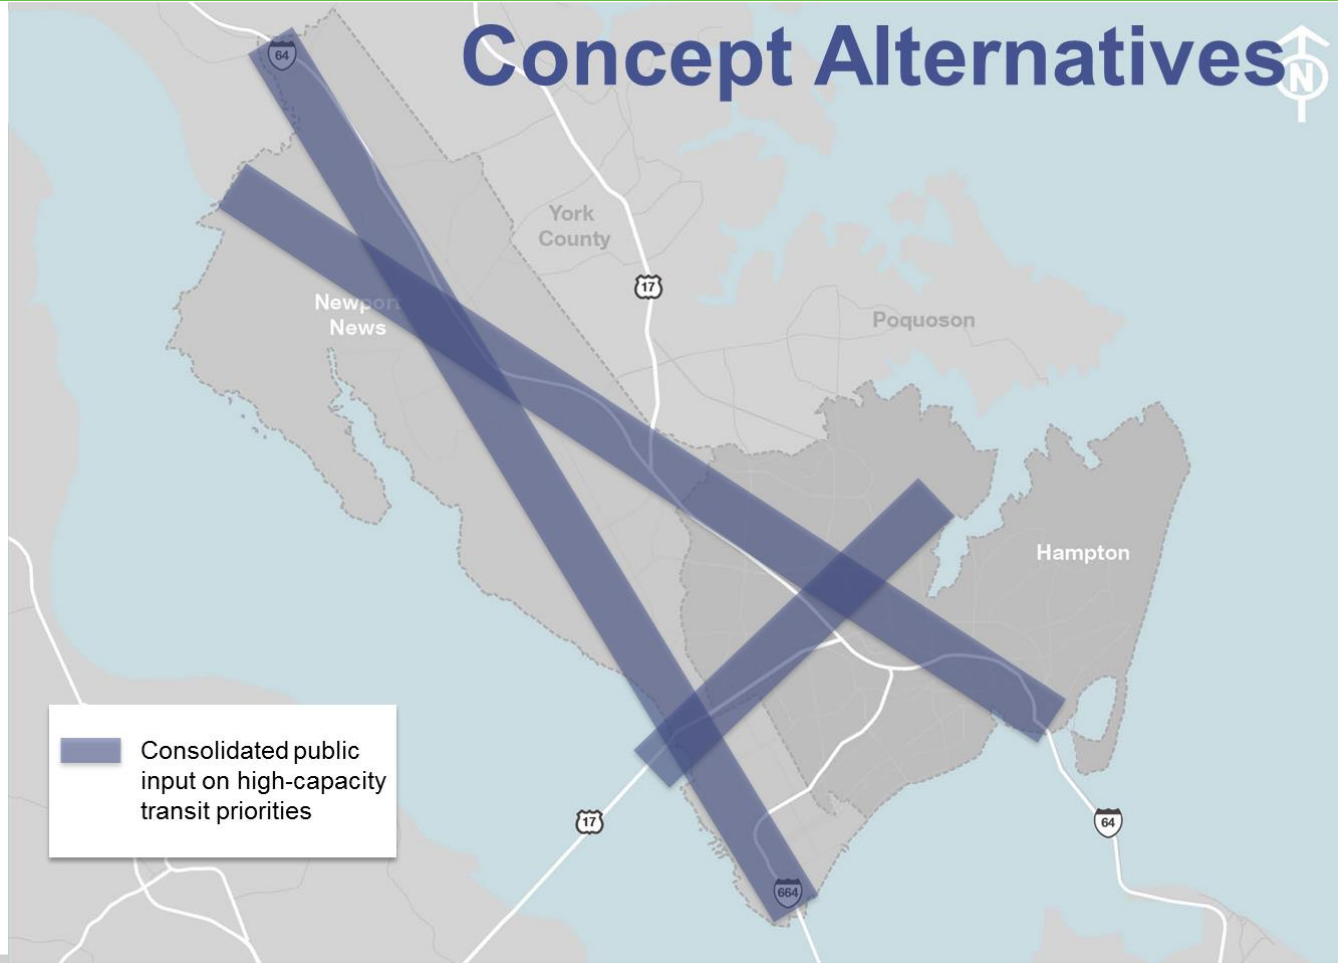 Concept Alternatives
N
64
York
County
17
Newport
News
Poquoson
Hampton
Consolidated public
input on high-capacity
transit priorities
17
64
664